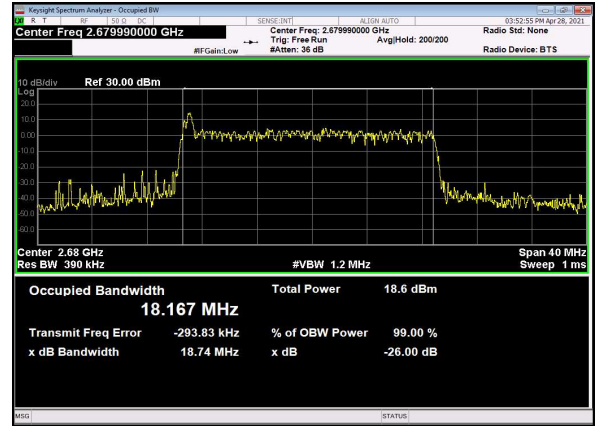 Keysight Spectrum Analyzer - Occupied BW
R T RF 50 Ω DC SENSE:INT ALIGN AUTO 03:52:55 PM Apr 28, 2021
Center Freq 2.679990000 GHz Center Freq: 2.679990000 GHz Radio Std: None
Trig: Free Run Avg|Hold: 200/200
#IFGain:Low #Atten: 36 dB Radio Device: BTS
10 dB/div Ref 30.00 dBm
Log
20.0
10.0
0.00
-10.0
-20.0
-30.0
-40.0
-50.0
-60.0
Center 2.68 GHz Span 40 MHz
Res BW 390 kHz #VBW 1.2 MHz Sweep 1 ms
Occupied Bandwidth Total Power 18.6 dBm
18.167 MHz
Transmit Freq Error -293.83 kHz % of OBW Power 99.00 %
x dB Bandwidth 18.74 MHz x dB -26.00 dB
MSG STATUS